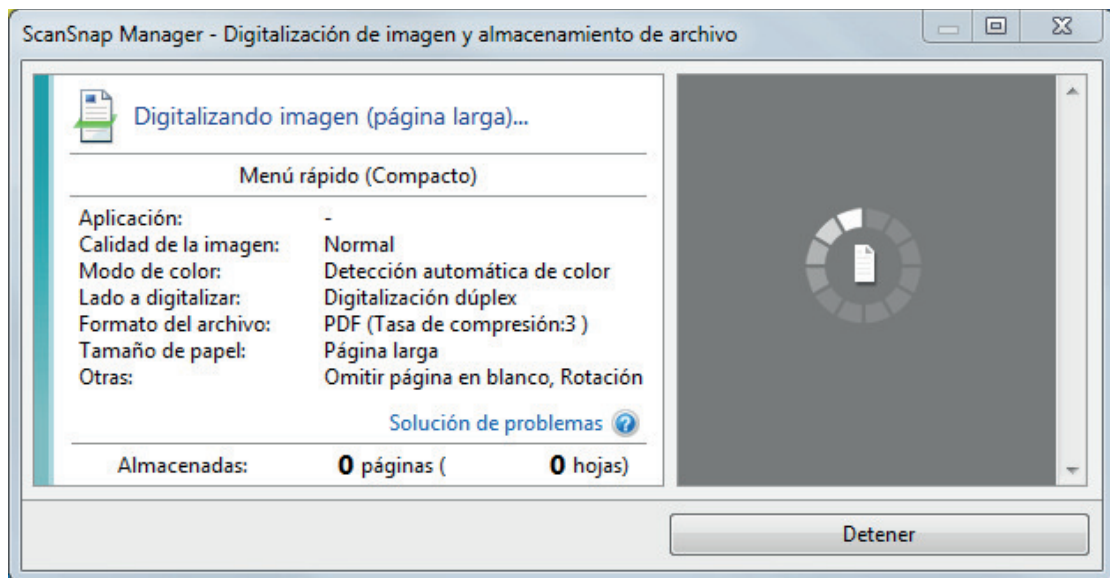 ScanSnap Manager - Digitalización de imagen y almacenamiento de archivo
Digitalizando imagen (página larga)...
Menú rápido (Compacto)
Aplicación: -
Calidad de la imagen: Normal
Modo de color: Detección automática de color
Lado a digitalizar: Digitalización dúplex
Formato del archivo: PDF (Tasa de compresión:3 )
Tamaño de papel: Página larga
Otras: Omitir página en blanco, Rotación
Solución de problemas
Almacenadas: 0 páginas ( 0 hojas)
Detener